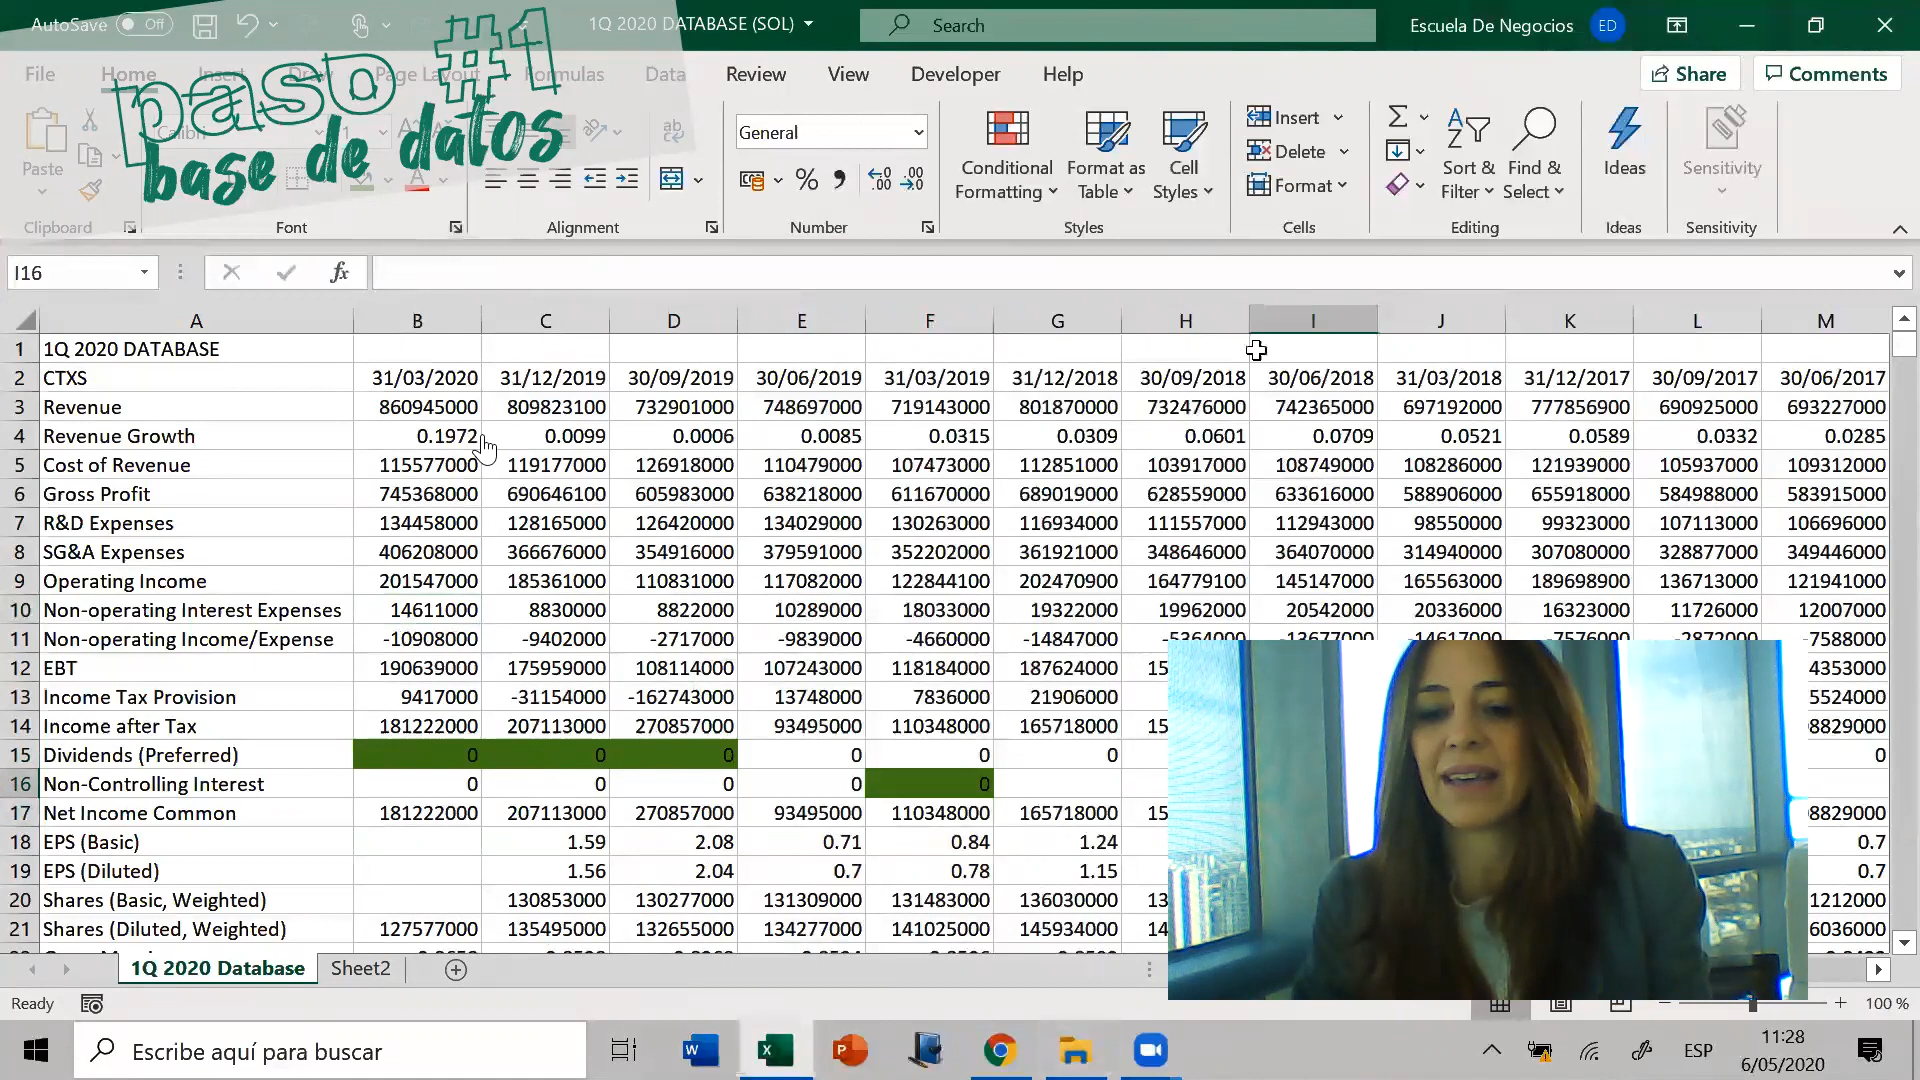 AutoSave Off
1Q 2020 DATABASE (SOL)
Search
Escuela De Negocios ED
paso #1
base de datos
File Home Insert Draw Page Layout Formulas Data Review View Developer Help
Share Comments
Paste
Calibri
General
Conditional Formatting
Format as Table
Cell Styles
Insert
Delete
Format
Sort & Filter
Find & Select
Ideas
Sensitivity
Clipboard Font Alignment Number Styles Cells Editing Ideas Sensitivity
I16 fx
A B C D E F G H I J K L M
1 1Q 2020 DATABASE
2 CTXS 31/03/2020 31/12/2019 30/09/2019 30/06/2019 31/03/2019 31/12/2018 30/09/2018 30/06/2018 31/03/2018 31/12/2017 30/09/2017 30/06/2017
3 Revenue 860945000 809823100 732901000 748697000 719143000 801870000 732476000 742365000 697192000 777856900 690925000 693227000
4 Revenue Growth 0.1972 0.0099 0.0006 0.0085 0.0315 0.0309 0.0601 0.0709 0.0521 0.0589 0.0332 0.0285
5 Cost of Revenue 115577000 119177000 126918000 110479000 107473000 112851000 103917000 108749000 108286000 121939000 105937000 109312000
6 Gross Profit 745368000 690646100 605983000 638218000 611670000 689019000 628559000 633616000 588906000 655918000 584988000 583915000
7 R&D Expenses 134458000 128165000 126420000 134029000 130263000 116934000 111557000 112943000 98550000 99323000 107113000 106696000
8 SG&A Expenses 406208000 366676000 354916000 379591000 352202000 361921000 348646000 364070000 314940000 307080000 328877000 349446000
9 Operating Income 201547000 185361000 110831000 117082000 122844100 202470900 164779100 145147000 165563000 189698900 136713000 121941000
10 Non-operating Interest Expenses 14611000 8830000 8822000 10289000 18033000 19322000 19962000 20542000 20336000 16323000 11726000 12007000
11 Non-operating Income/Expense -10908000 -9402000 -2717000 -9839000 -4660000 -14847000 -5364000 -13677000 -14617000 -7576000 -2872000 -7588000
12 EBT 190639000 175959000 108114000 107243000 118184000 187624000 15 4353000
13 Income Tax Provision 9417000 -31154000 -162743000 13748000 7836000 21906000 5524000
14 Income after Tax 181222000 207113000 270857000 93495000 110348000 165718000 15 98829000
15 Dividends (Preferred) 0 0 0 0 0 0 0
16 Non-Controlling Interest 0 0 0 0 0
17 Net Income Common 181222000 207113000 270857000 93495000 110348000 165718000 15 98829000
18 EPS (Basic) 1.59 2.08 0.71 0.84 1.24 0.7
19 EPS (Diluted) 1.56 2.04 0.7 0.78 1.15 0.7
20 Shares (Basic, Weighted) 130853000 130277000 131309000 131483000 136030000 13 1212000
21 Shares (Diluted, Weighted) 127577000 135495000 132655000 134277000 141025000 145934000 14 6036000
1Q 2020 Database Sheet2
Ready 100 %
Escribe aquí para buscar
ESP
11:28
6/05/2020